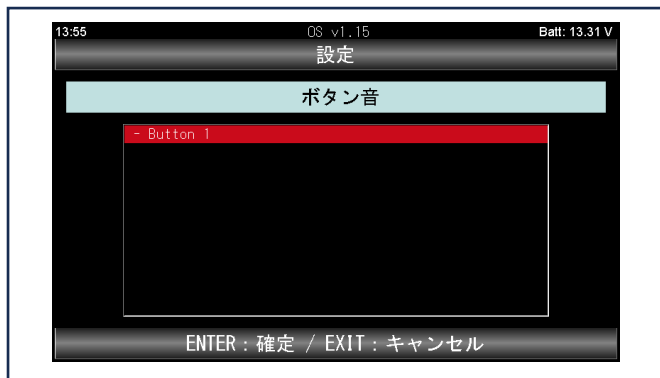 13:55 OS v1.15 Batt: 13.31 V
設定
ボタン音
- Button 1
ENTER：確定 / EXIT：キャンセル